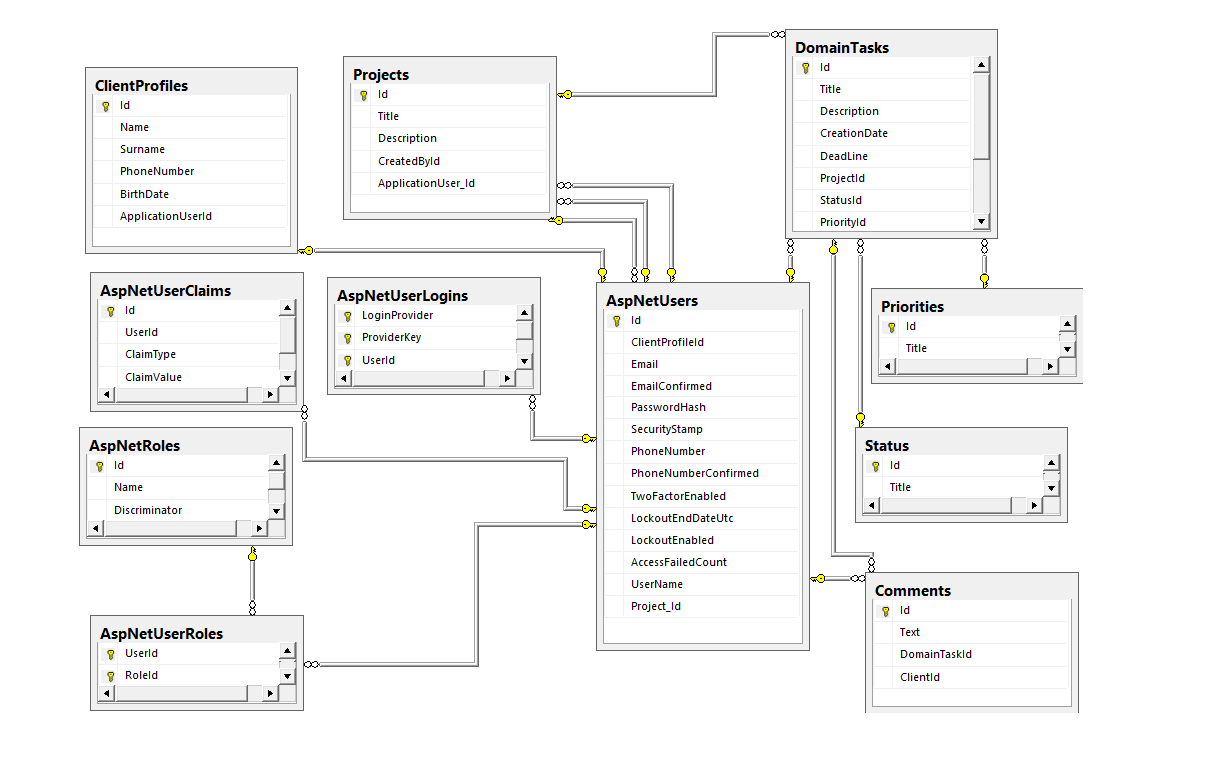 ClientProfiles
Id
Name
Surname
PhoneNumber
BirthDate
ApplicationUserId
Projects
Id
Title
Description
CreatedById
ApplicationUser_Id
DomainTasks
Id
Title
Description
CreationDate
DeadLine
ProjectId
StatusId
PriorityId
AspNetUserClaims
Id
UserId
ClaimType
ClaimValue
AspNetUserLogins
LoginProvider
ProviderKey
UserId
AspNetUsers
Id
ClientProfileId
Email
EmailConfirmed
PasswordHash
SecurityStamp
PhoneNumber
PhoneNumberConfirmed
TwoFactorEnabled
LockoutEndDateUtc
LockoutEnabled
AccessFailedCount
UserName
Project_Id
Priorities
Id
Title
AspNetRoles
Id
Name
Discriminator
Status
Id
Title
AspNetUserRoles
UserId
RoleId
Comments
Id
Text
DomainTaskId
ClientId